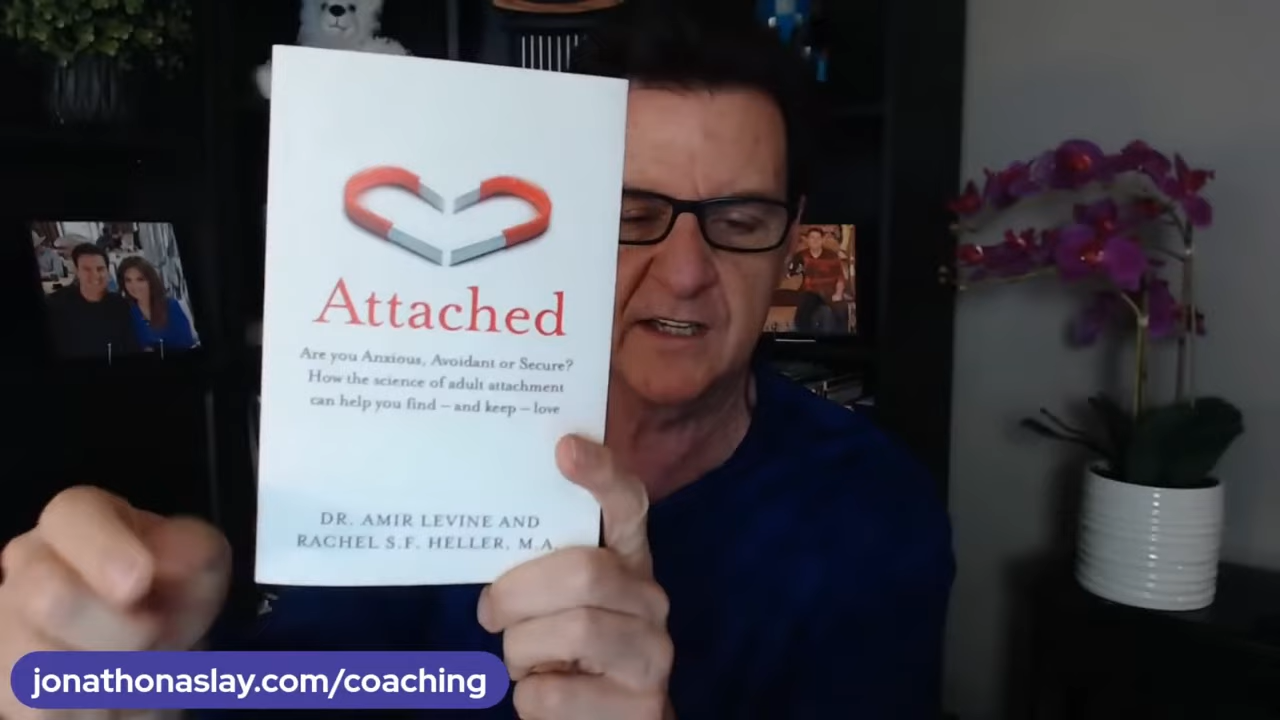 Attached
Are you Anxious, Avoidant or Secure?
How the science of adult attachment
can help you find – and keep – love
DR. AMIR LEVINE AND
RACHEL S.F. HELLER, M.A.
jonathonaslay.com/coaching